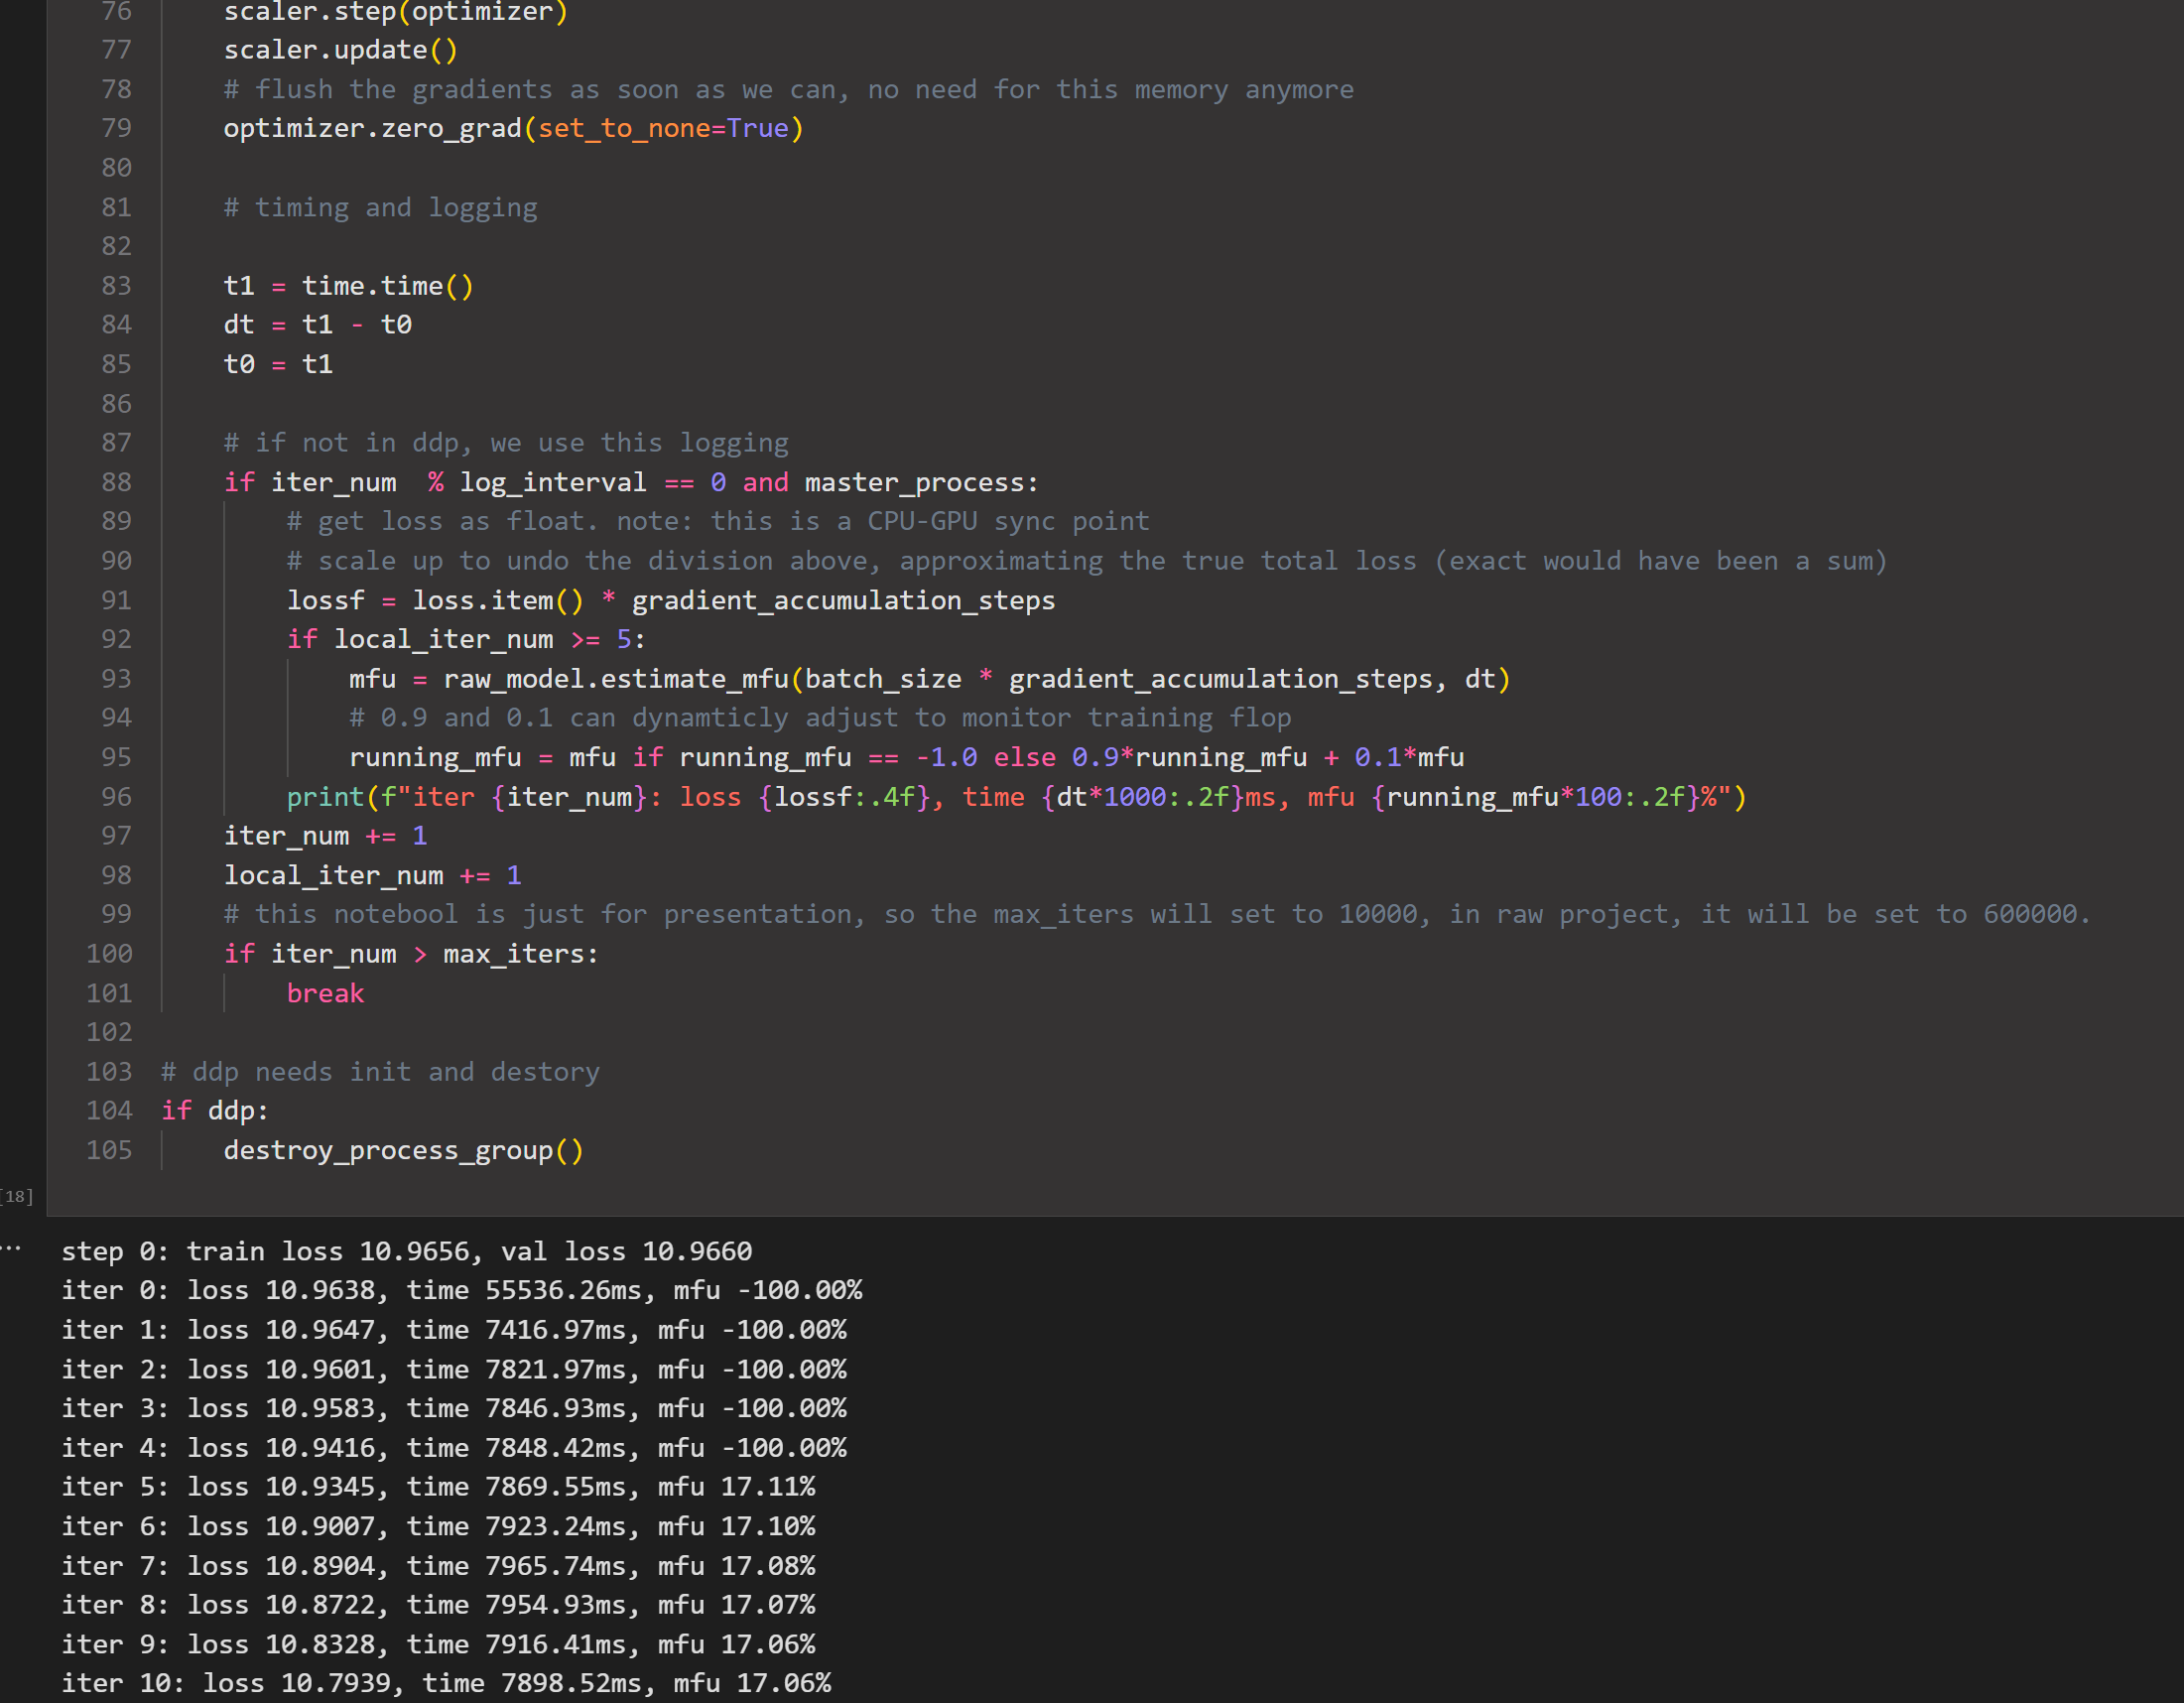 76 scaler.step(optimizer)
77 scaler.update()
78 # flush the gradients as soon as we can, no need for this memory anymore
79 optimizer.zero_grad(set_to_none=True)
80
81 # timing and logging
82
83 t1 = time.time()
84 dt = t1 - t0
85 t0 = t1
86
87 # if not in ddp, we use this logging
88 if iter_num  % log_interval == 0 and master_process:
89 # get loss as float. note: this is a CPU-GPU sync point
90 # scale up to undo the division above, approximating the true total loss (exact would have been a sum)
91 lossf = loss.item() * gradient_accumulation_steps
92 if local_iter_num >= 5:
93 mfu = raw_model.estimate_mfu(batch_size * gradient_accumulation_steps, dt)
94 # 0.9 and 0.1 can dynamticly adjust to monitor training flop
95 running_mfu = mfu if running_mfu == -1.0 else 0.9*running_mfu + 0.1*mfu
96 print(f"iter {iter_num}: loss {lossf:.4f}, time {dt*1000:.2f}ms, mfu {running_mfu*100:.2f}%")
97 iter_num += 1
98 local_iter_num += 1
99 # this notebool is just for presentation, so the max_iters will set to 10000, in raw project, it will be set to 600000.
100 if iter_num > max_iters:
101 break
102
103 # ddp needs init and destory
104 if ddp:
105 destroy_process_group()
[18]
... step 0: train loss 10.9656, val loss 10.9660
iter 0: loss 10.9638, time 55536.26ms, mfu -100.00%
iter 1: loss 10.9647, time 7416.97ms, mfu -100.00%
iter 2: loss 10.9601, time 7821.97ms, mfu -100.00%
iter 3: loss 10.9583, time 7846.93ms, mfu -100.00%
iter 4: loss 10.9416, time 7848.42ms, mfu -100.00%
iter 5: loss 10.9345, time 7869.55ms, mfu 17.11%
iter 6: loss 10.9007, time 7923.24ms, mfu 17.10%
iter 7: loss 10.8904, time 7965.74ms, mfu 17.08%
iter 8: loss 10.8722, time 7954.93ms, mfu 17.07%
iter 9: loss 10.8328, time 7916.41ms, mfu 17.06%
iter 10: loss 10.7939, time 7898.52ms, mfu 17.06%